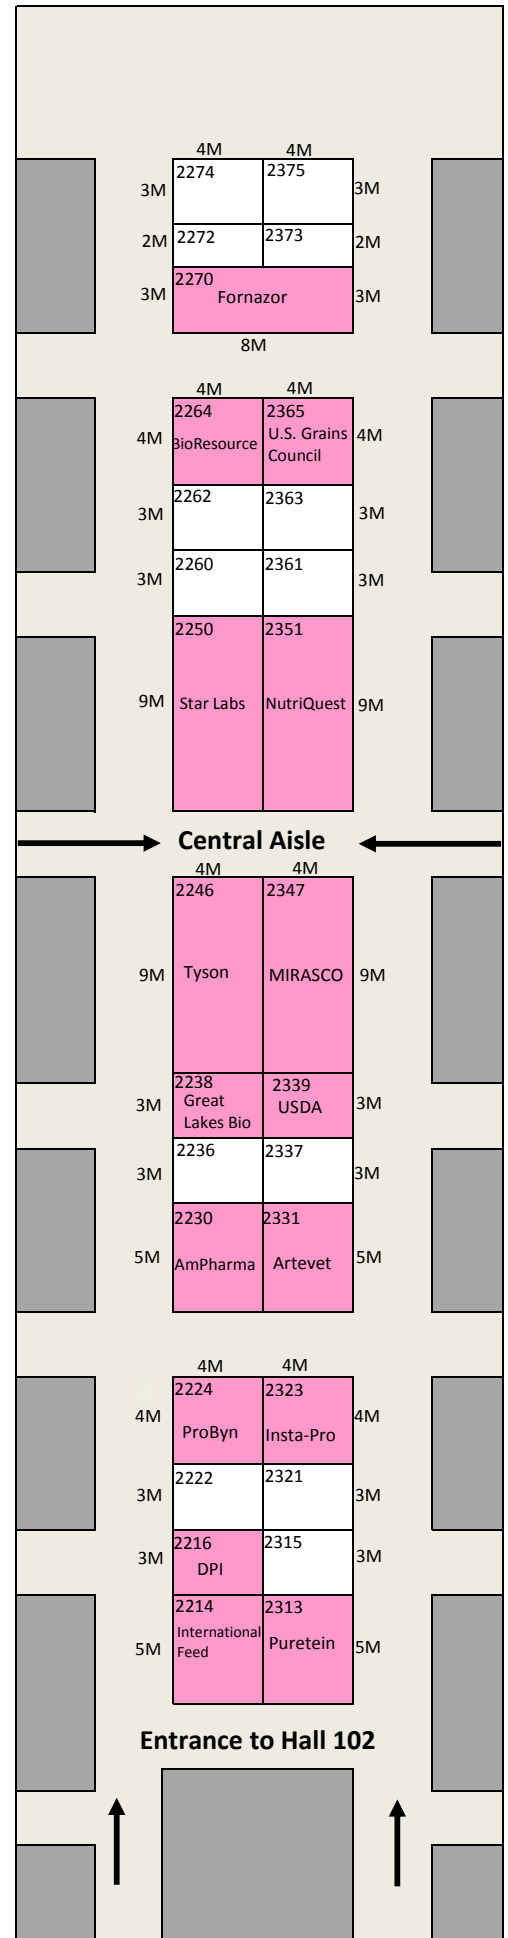 4M 4M
2274 2375
3M 3M
2M 2272 2373 2M
2270
3M Fornazor 3M
8M
4M 4M
2264 2365
4M BioResource U.S. Grains 4M
Council
2262 2363
3M 3M
2260 2361
3M 3M
2250 2351
9M Star Labs NutriQuest 9M
Central Aisle
4M 4M
2246 2347
9M Tyson MIRASCO 9M
2238 2339
3M Great USDA 3M
Lakes Bio
2236 2337
3M 3M
2230 2331
5M AmPharma Artevet 5M
4M 4M
2224 2323
4M ProByn Insta-Pro 4M
2222 2321
3M 3M
2216 2315
3M DPI 3M
2214 2313
International
5M Feed Puretein 5M
Entrance to Hall 102